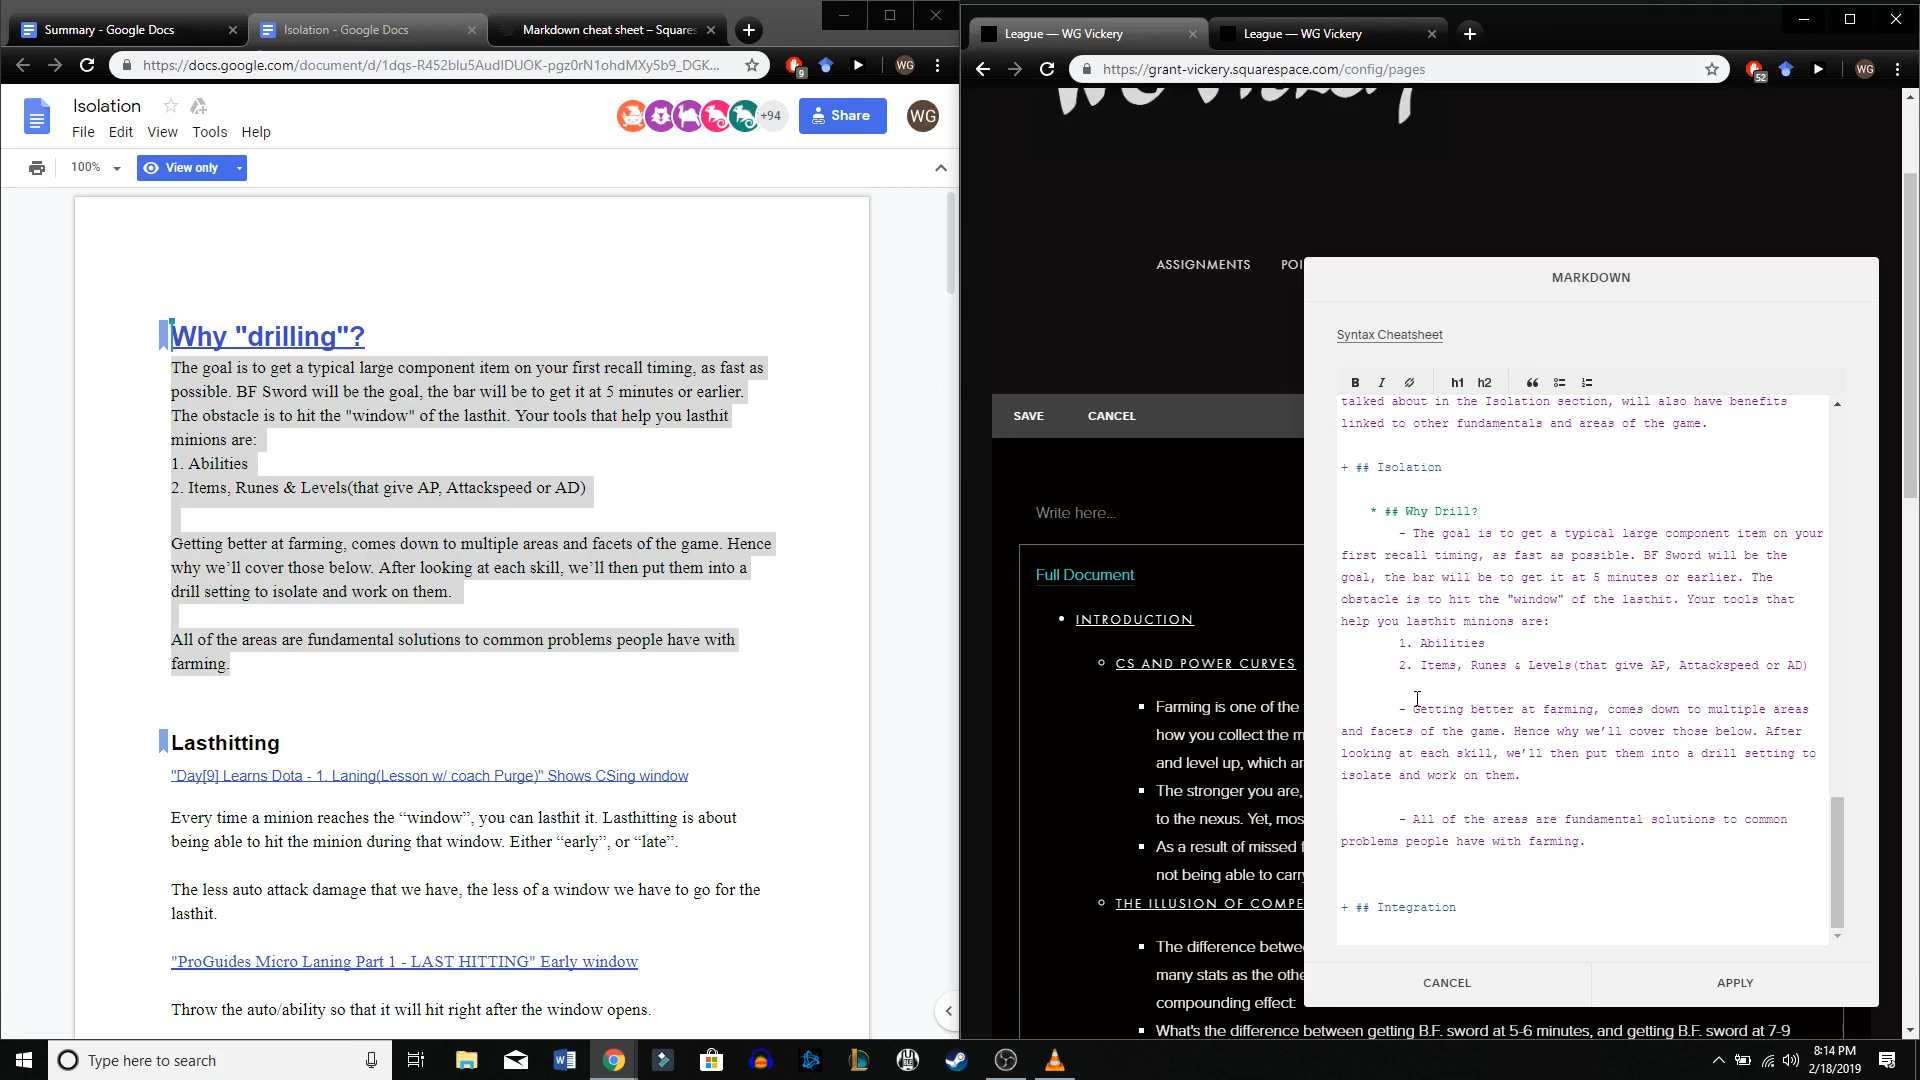 Summary - Google Docs
Isolation - Google Docs
Markdown cheat sheet – Squares
https://docs.google.com/document/d/1dqs-R452blu5AudIDUOK-pgz0rN1ohdMXy5b9_DGK...
9
WG
Isolation
File Edit View Tools Help
+94
Share
WG
100%
View only
Why "drilling"?
The goal is to get a typical large component item on your first recall timing, as fast as
possible. BF Sword will be the goal, the bar will be to get it at 5 minutes or earlier.
The obstacle is to hit the "window" of the lasthit. Your tools that help you lasthit
minions are:
1. Abilities
2. Items, Runes & Levels(that give AP, Attackspeed or AD)
Getting better at farming, comes down to multiple areas and facets of the game. Hence
why we’ll cover those below. After looking at each skill, we’ll then put them into a
drill setting to isolate and work on them.
All of the areas are fundamental solutions to common problems people have with
farming.
Lasthitting
"Day[9] Learns Dota - 1. Laning(Lesson w/ coach Purge)" Shows CSing window
Every time a minion reaches the “window”, you can lasthit it. Lasthitting is about
being able to hit the minion during that window. Either “early”, or “late”.
The less auto attack damage that we have, the less of a window we have to go for the
lasthit.
"ProGuides Micro Laning Part 1 - LAST HITTING" Early window
Throw the auto/ability so that it will hit right after the window opens.
League — WG Vickery
League — WG Vickery
https://grant-vickery.squarespace.com/config/pages
52
WG
WG Vickery
ASSIGNMENTS
POI
SAVE
CANCEL
Write here...
Full Document
INTRODUCTION
CS AND POWER CURVES
Farming is one of the
how you collect the m
and level up, which ar
The stronger you are,
to the nexus. Yet, mos
As a result of missed f
not being able to carry
THE ILLUSION OF COMPE
The difference betwee
many stats as the othe
compounding effect:
What's the difference between getting B.F. sword at 5-6 minutes, and getting B.F. sword at 7-9
MARKDOWN
Syntax Cheatsheet
B I h1 h2
talked about in the Isolation section, will also have benefits
linked to other fundamentals and areas of the game.
+ ## Isolation
* ## Why Drill?
- The goal is to get a typical large component item on your
first recall timing, as fast as possible. BF Sword will be the
goal, the bar will be to get it at 5 minutes or earlier. The
obstacle is to hit the "window" of the lasthit. Your tools that
help you lasthit minions are:
1. Abilities
2. Items, Runes & Levels(that give AP, Attackspeed or AD)
- Getting better at farming, comes down to multiple areas
and facets of the game. Hence why we’ll cover those below. After
looking at each skill, we’ll then put them into a drill setting to
isolate and work on them.
- All of the areas are fundamental solutions to common
problems people have with farming.
+ ## Integration
CANCEL
APPLY
Type here to search
8:14 PM
2/18/2019